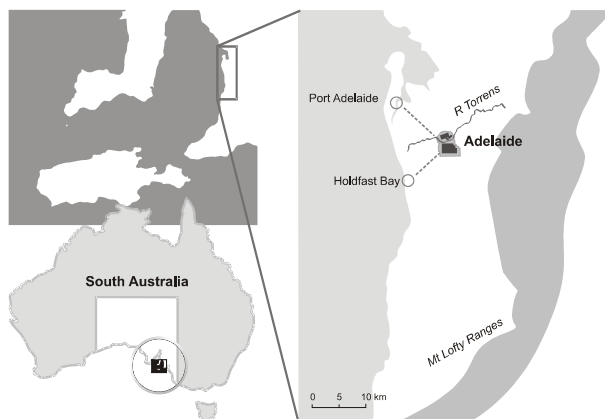 Port Adelaide
R Torrens
Adelaide
Holdfast Bay
South Australia
Mt Lofty Ranges
0 5 10 km